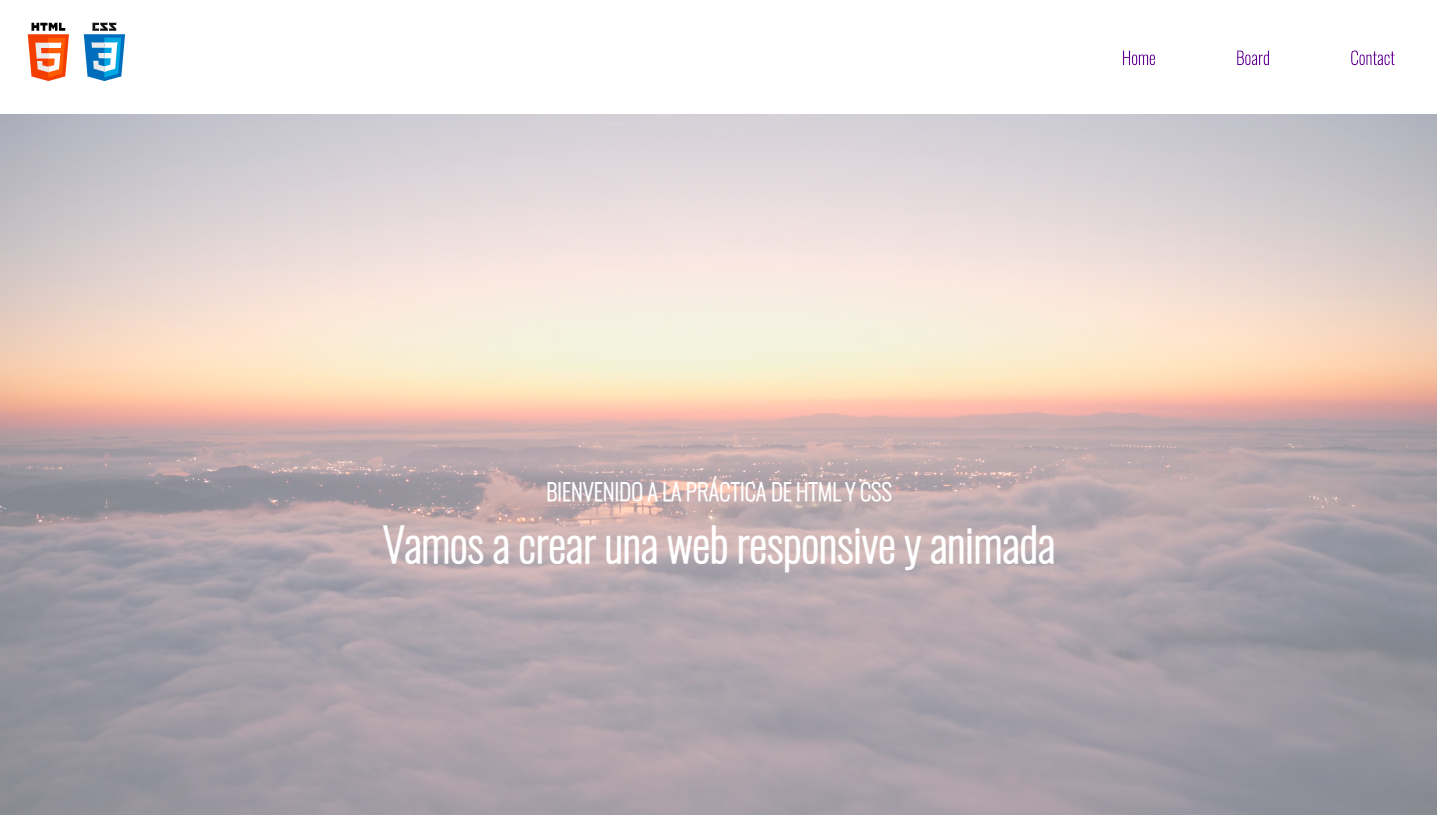 HTML CSS
5 3
Home Board Contact
BIENVENIDO A LA PRÁCTICA DE HTML Y CSS
Vamos a crear una web responsive y animada